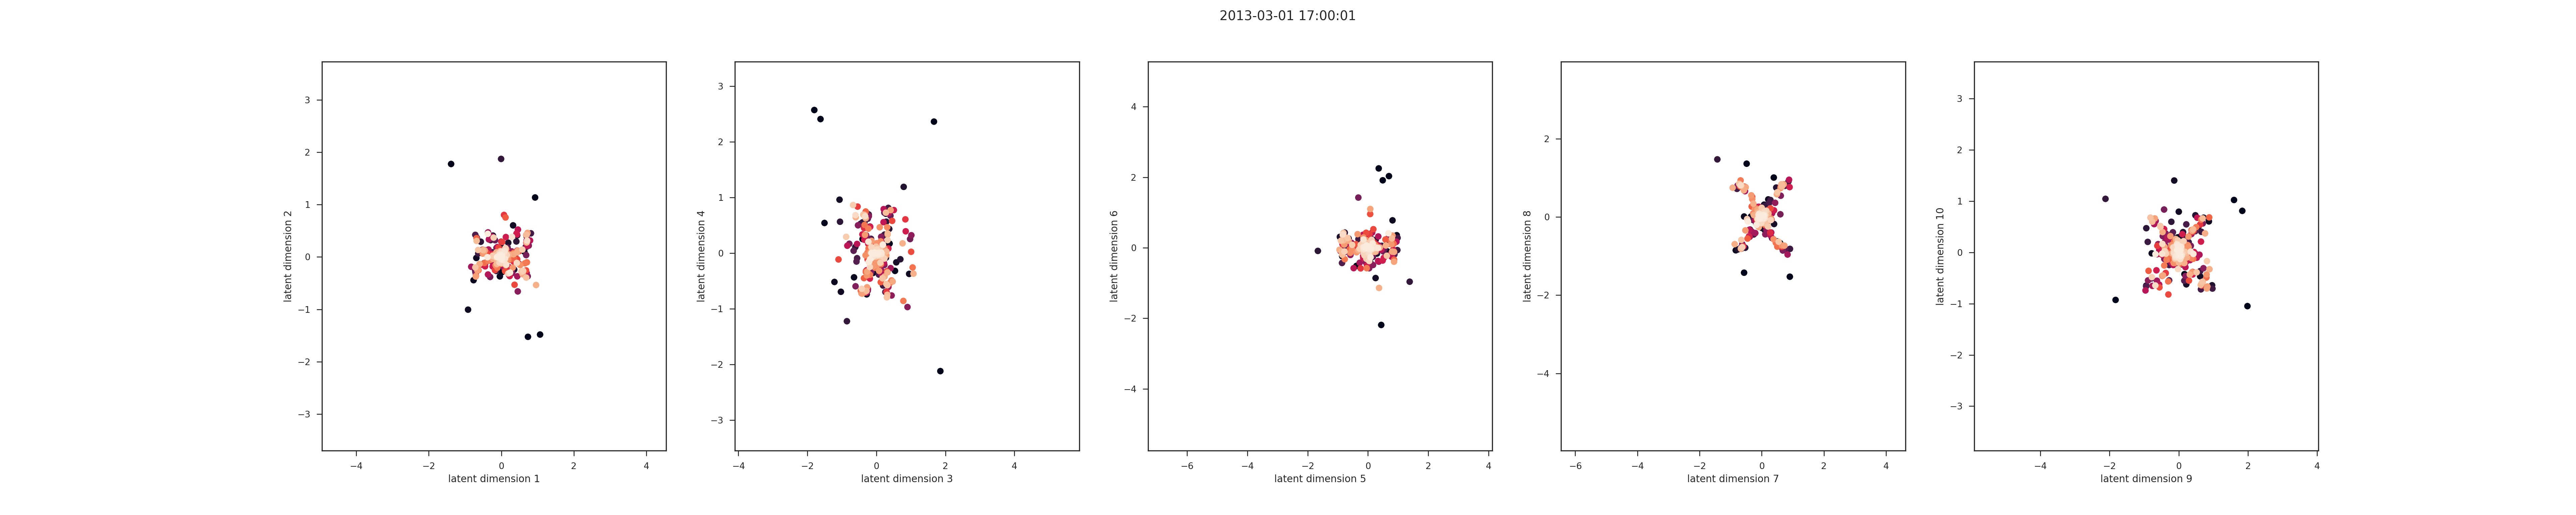 2013-03-01 17:00:01
latent dimension 2
3
2
1
0
−1
−2
−3
−4 −2 0 2 4
latent dimension 1
latent dimension 4
3
2
1
0
−1
−2
−3
−4 −2 0 2 4
latent dimension 3
latent dimension 6
4
2
0
−2
−4
−6 −4 −2 0 2 4
latent dimension 5
latent dimension 8
2
0
−2
−4
−6 −4 −2 0 2 4
latent dimension 7
latent dimension 10
3
2
1
0
−1
−2
−3
−4 −2 0 2 4
latent dimension 9